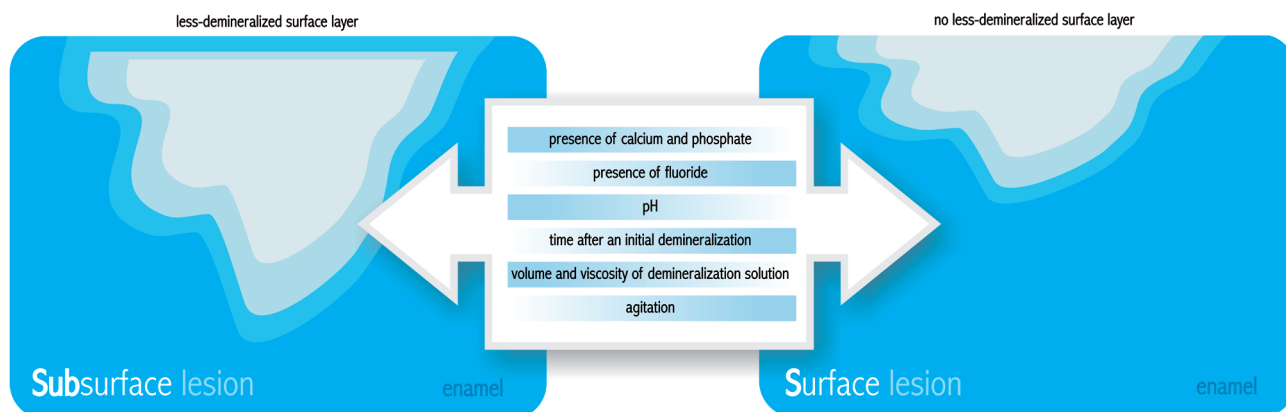 less-demineralized surface layer
no less-demineralized surface layer
presence of calcium and phosphate
presence of fluoride
pH
time after an initial demineralization
volume and viscosity of demineralization solution
agitation
Subsurface lesion
enamel
Surface lesion
enamel